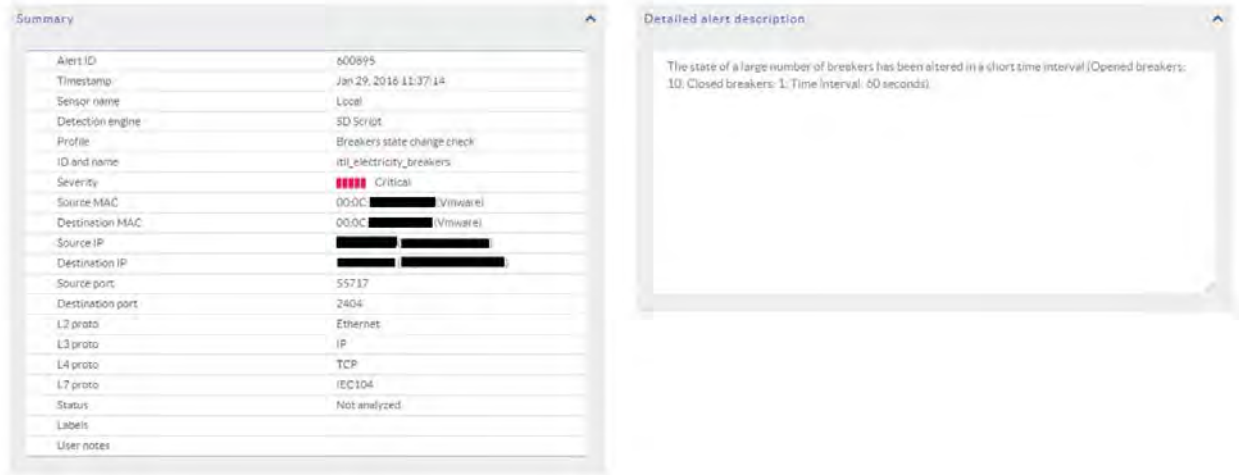 Summary
Alert ID 600895
Timestamp Jan 29, 2016 11:37:14
Sensor name Local
Detection engine SD Script
Profile Breakers state change check
ID and name itil_electricity_breakers
Severity Critical
Source MAC 00:0C: (Vmware)
Destination MAC 00:0C (Vmware)
Source IP ( )
Destination IP ( )
Source port 55717
Destination port 2404
L2 proto Ethernet
L3 proto IP
L4 proto TCP
L7 proto IEC104
Status Not analyzed
Labels
User notes
Detailed alert description
The state of a large number of breakers has been altered in a short time interval (Opened breakers:
10; Closed breakers: 1; Time Interval: 60 seconds)